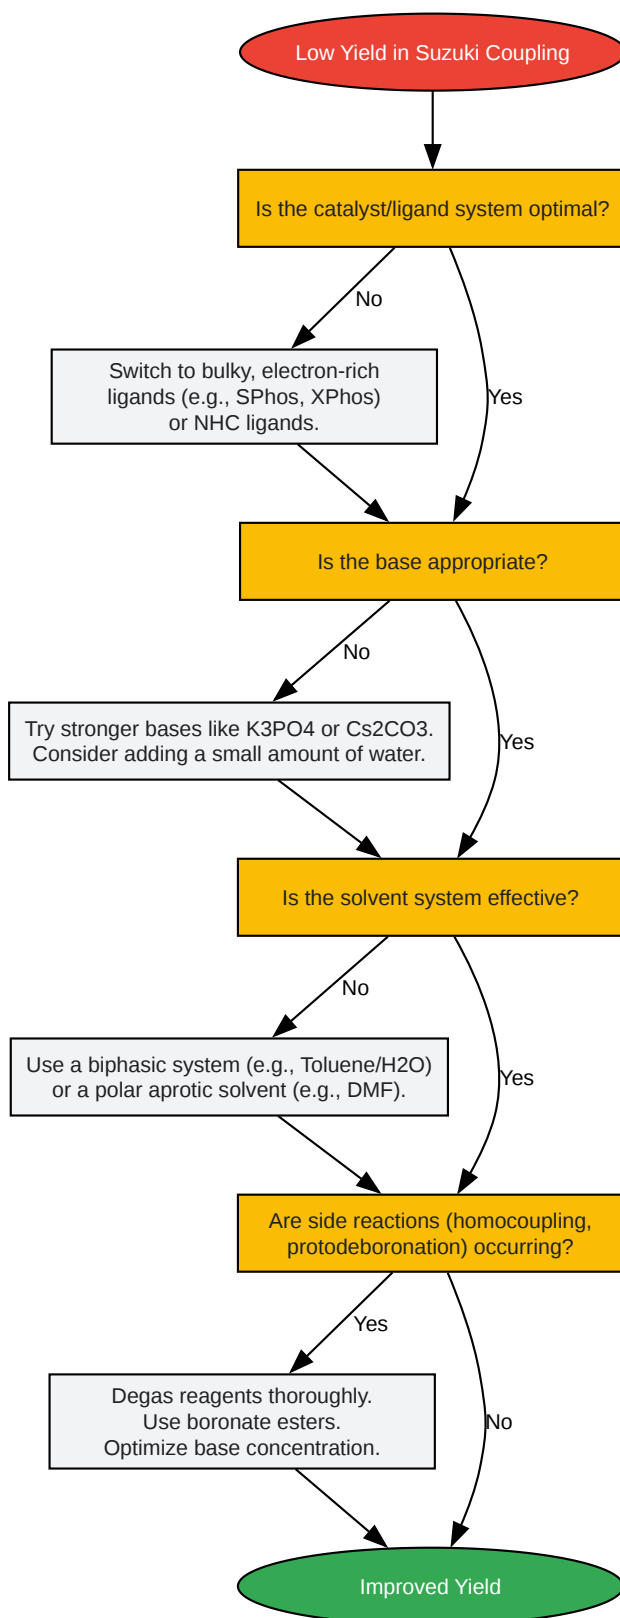 Low Yield in Suzuki Coupling
Is the catalyst/ligand system optimal?
No
Switch to bulky, electron-rich
ligands (e.g., SPhos, XPhos)
or NHC ligands.
Yes
Is the base appropriate?
No
Try stronger bases like K3PO4 or Cs2CO3.
Consider adding a small amount of water.
Yes
Is the solvent system effective?
No
Use a biphasic system (e.g., Toluene/H2O)
or a polar aprotic solvent (e.g., DMF).
Yes
Are side reactions (homocoupling,
protodeboronation) occurring?
Yes
Degas reagents thoroughly.
Use boronate esters.
Optimize base concentration.
No
Improved Yield